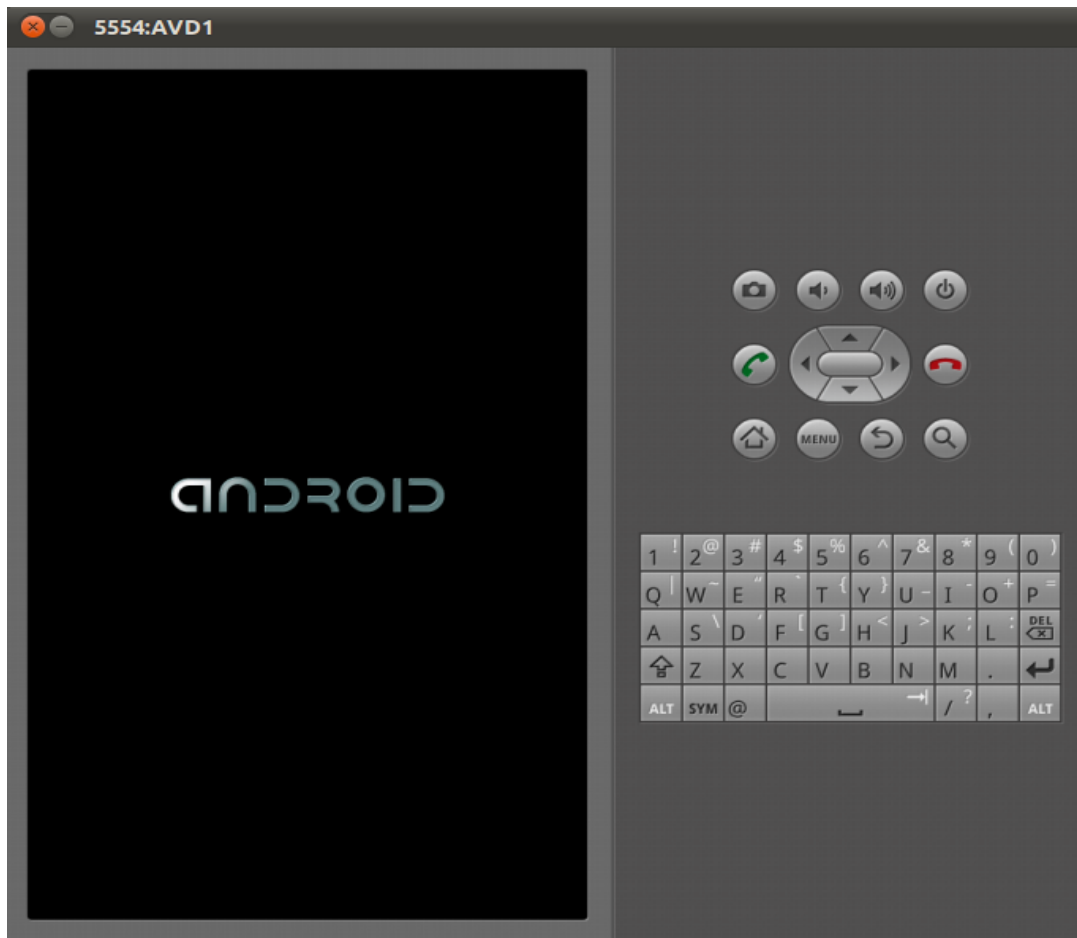 5554:AVD1
ANDROID
MENU
1 ! 2 @ 3 # 4 $ 5 % 6 ^ 7 & 8 * 9 ( 0 )
Q | W ~ E " R ` T { Y } U _ I - O + P =
A S \ D ' F [ G ] H < J > K ; L : DEL
Z X C V B N M .
ALT SYM @ / ? , ALT